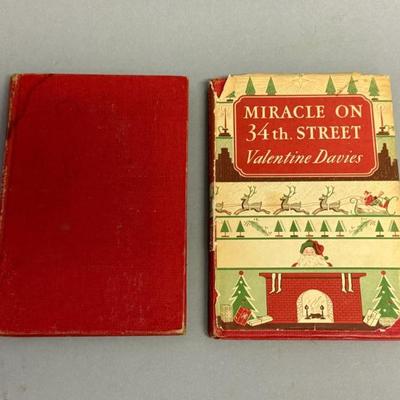 MIRACLE ON
34th. STREET
Valentine Davies